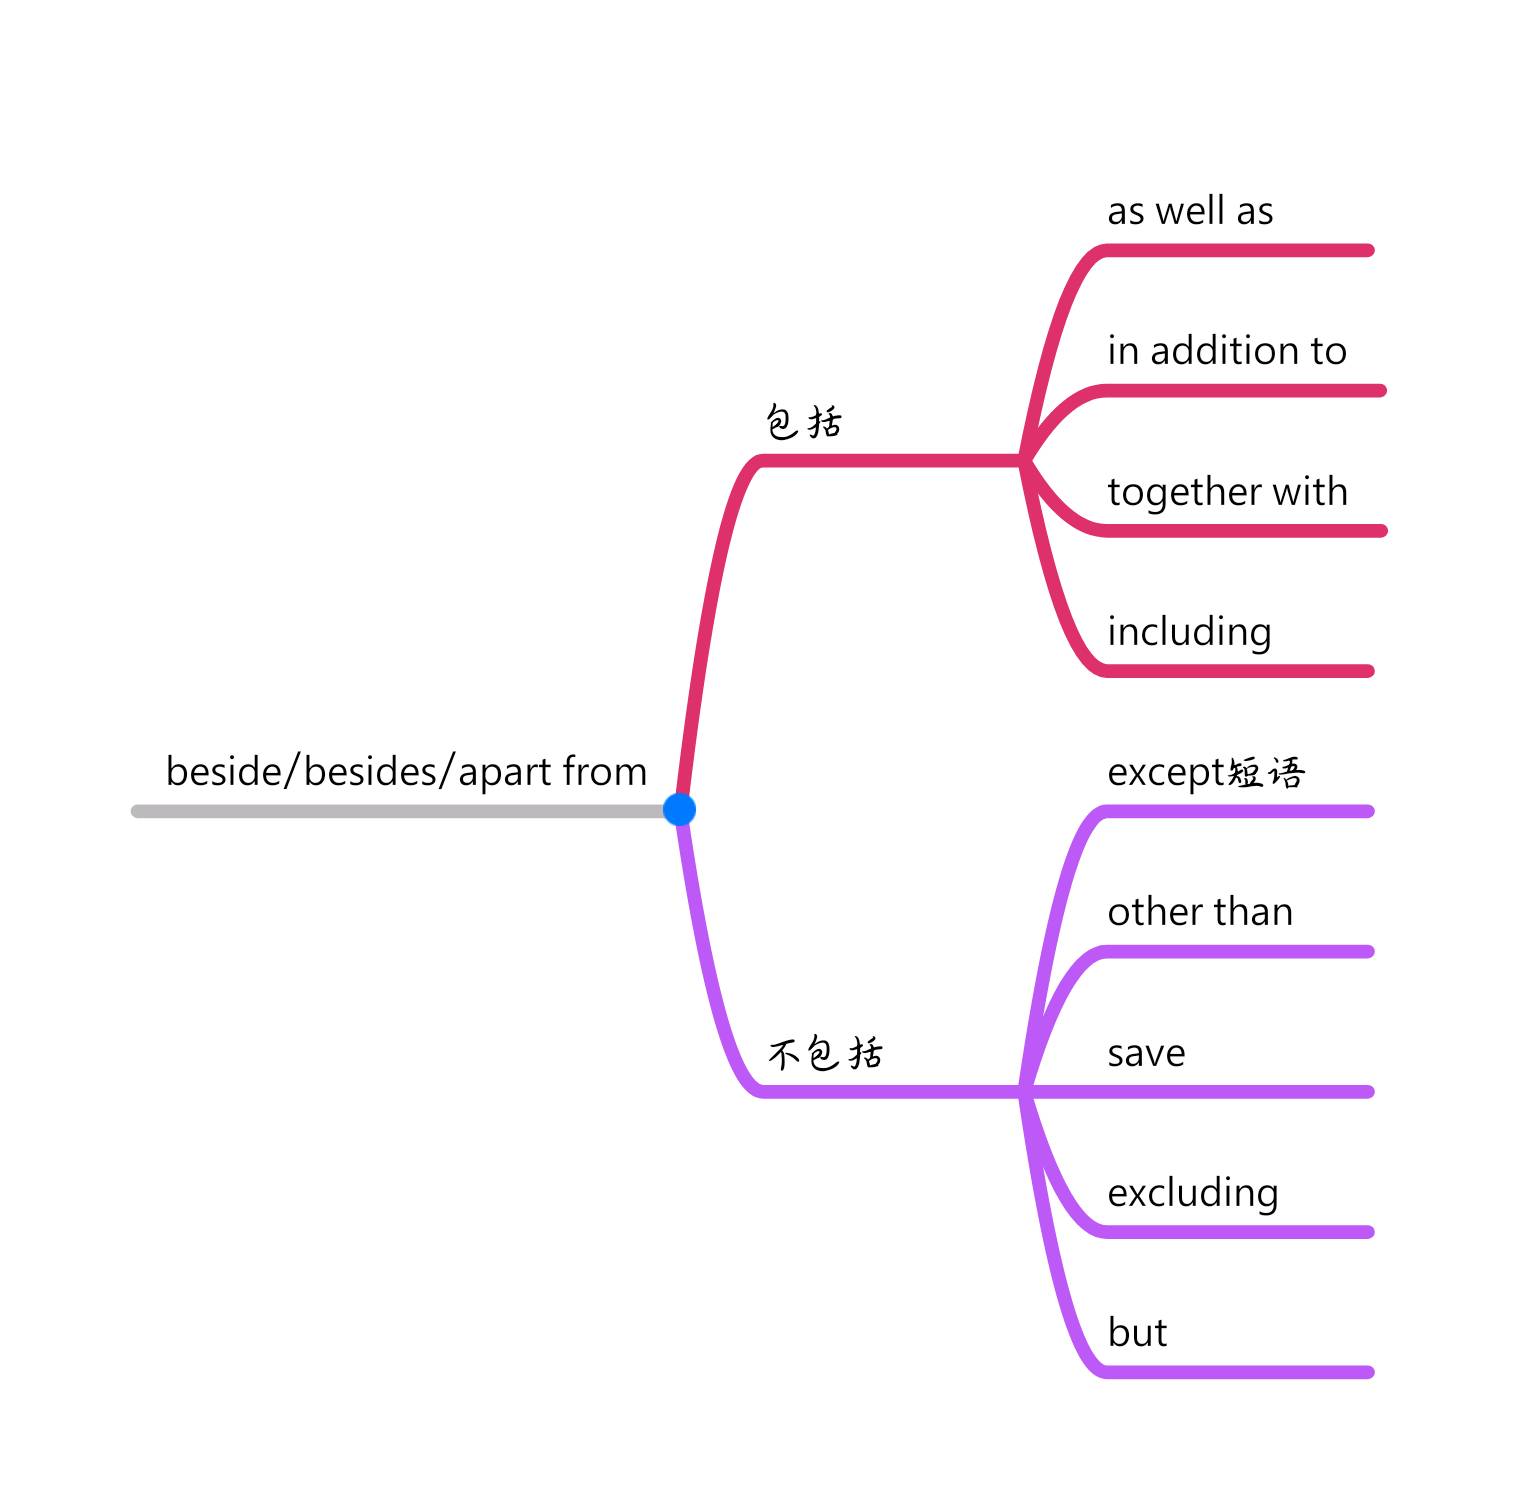 beside/besides/apart from
包括
as well as
in addition to
together with
including
不包括
except短语
other than
save
excluding
but